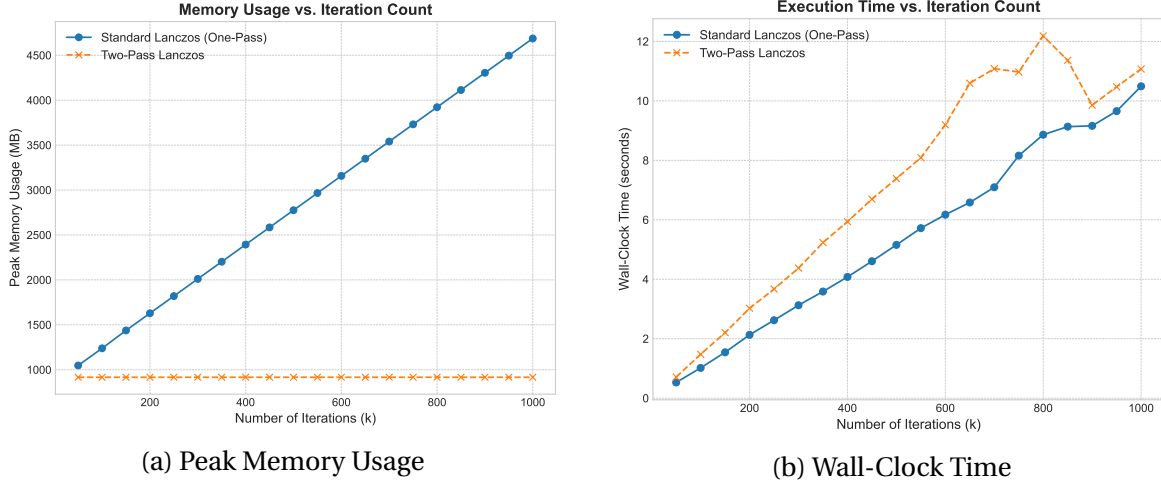 Memory Usage vs. Iteration Count
Standard Lanczos (One-Pass)
Two-Pass Lanczos
Peak Memory Usage (MB)
4500
4000
3500
3000
2500
2000
1500
1000
200 400 600 800 1000
Number of Iterations (k)
(a) Peak Memory Usage
Execution Time vs. Iteration Count
Standard Lanczos (One-Pass)
Two-Pass Lanczos
Wall-Clock Time (seconds)
12
10
8
6
4
2
0
200 400 600 800 1000
Number of Iterations (k)
(b) Wall-Clock Time